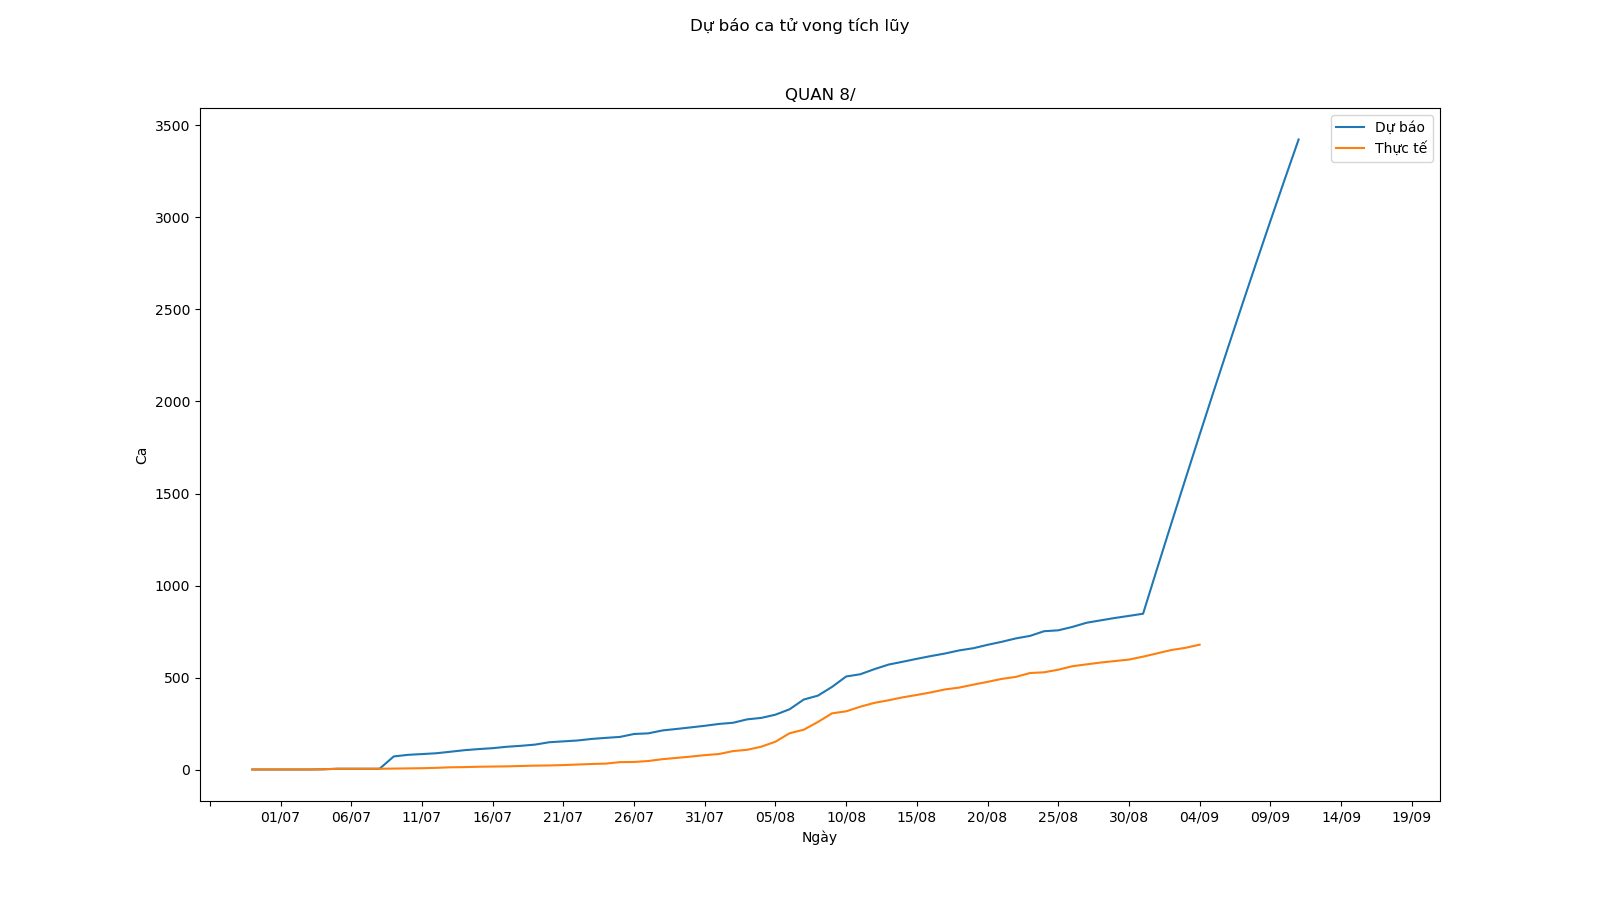 Dự báo ca tử vong tích lũy
QUAN 8/
Dự báo
Thực tế
3500
3000
2500
2000
1500
1000
500
0
Ca
01/07 06/07 11/07 16/07 21/07 26/07 31/07 05/08 10/08 15/08 20/08 25/08 30/08 04/09 09/09 14/09 19/09
Ngày